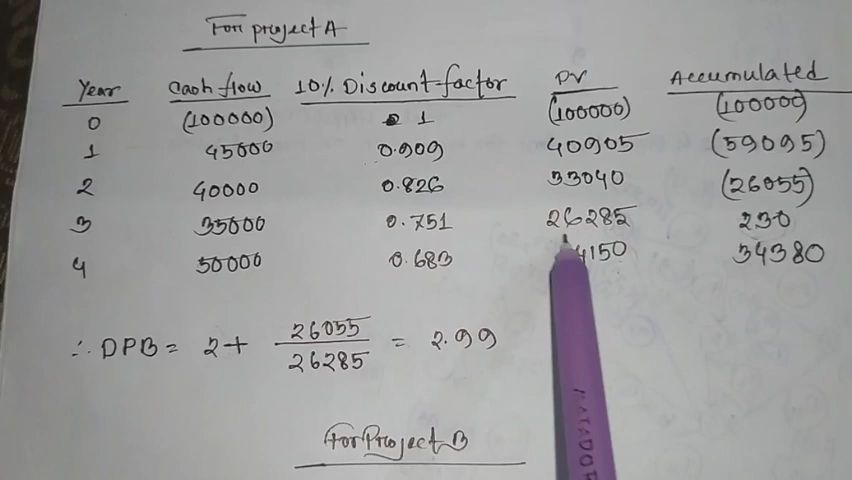 For project A
Year Cash flow 10% Discount factor PV Accumulated
0 (100000) 1 (100000) (100000)
1 45000 0.909 40905 (59095)
2 40000 0.826 33040 (26055)
3 35000 0.751 26285 230
4 50000 0.683 4150 34380
∴ DPB = 2+ 26055/26285 = 2.99
For Project B
MATADOR